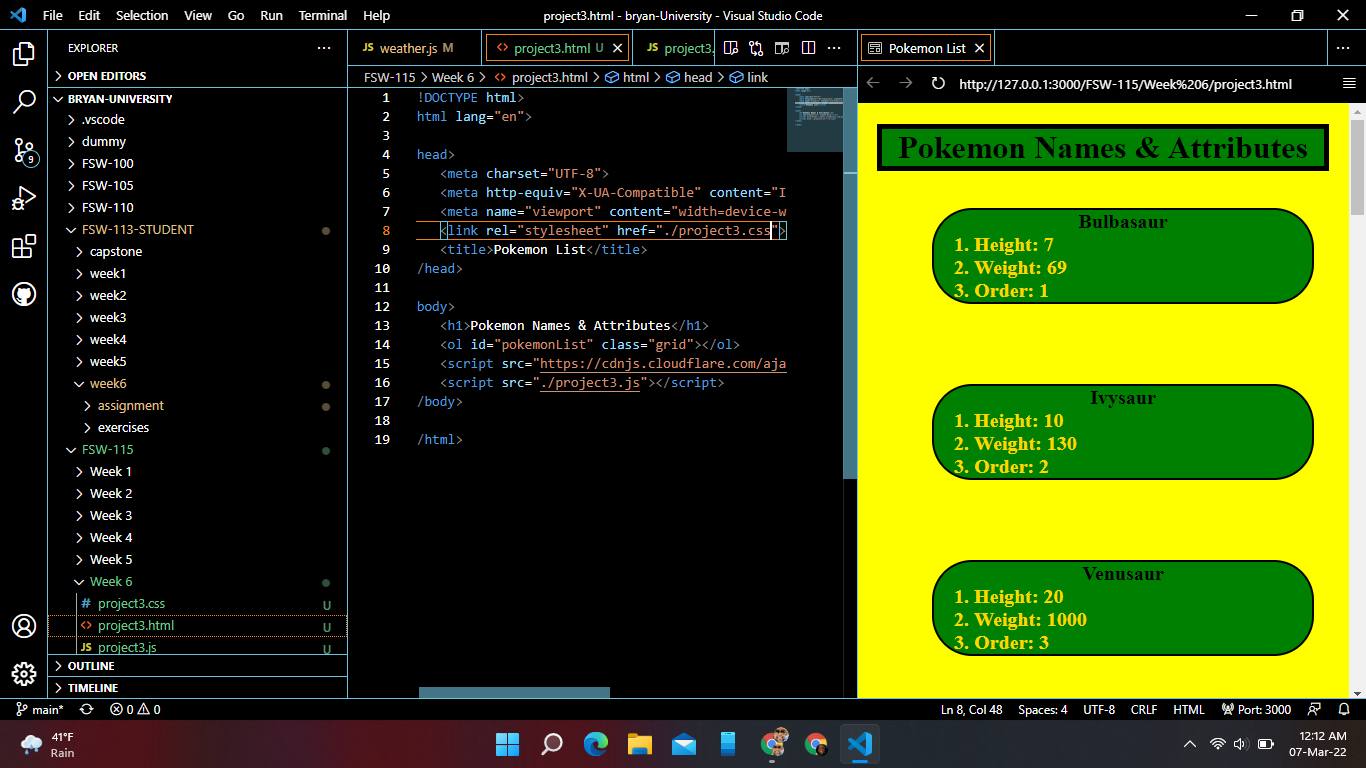 File Edit Selection View Go Run Terminal Help project3.html - bryan-University - Visual Studio Code
EXPLORER
OPEN EDITORS
BRYAN-UNIVERSITY
.vscode
dummy
FSW-100
FSW-105
FSW-110
FSW-113-STUDENT
capstone
week1
week2
week3
week4
week5
week6
assignment
exercises
FSW-115
Week 1
Week 2
Week 3
Week 4
Week 5
Week 6
# project3.css U
<> project3.html U
JS project3.js U
OUTLINE
TIMELINE
9
JS weather.js M <> project3.html U JS project3.
FSW-115 > Week 6 > <> project3.html > html > head > link
1 !DOCTYPE html>
2 html lang="en">
3
4 head>
5 <meta charset="UTF-8">
6 <meta http-equiv="X-UA-Compatible" content="I
7 <meta name="viewport" content="width=device-w
8 <link rel="stylesheet" href="./project3.css">
9 <title>Pokemon List</title>
10 /head>
11
12 body>
13 <h1>Pokemon Names & Attributes</h1>
14 <ol id="pokemonList" class="grid"></ol>
15 <script src="https://cdnjs.cloudflare.com/aja
16 <script src="./project3.js"></script>
17 /body>
18
19 /html>
Pokemon List
http://127.0.0.1:3000/FSW-115/Week%206/project3.html
Pokemon Names & Attributes
Bulbasaur
1. Height: 7
2. Weight: 69
3. Order: 1
Ivysaur
1. Height: 10
2. Weight: 130
3. Order: 2
Venusaur
1. Height: 20
2. Weight: 1000
3. Order: 3
main* 0 0 Ln 8, Col 48 Spaces: 4 UTF-8 CRLF HTML Port: 3000
41°F
Rain
12:12 AM
07-Mar-22